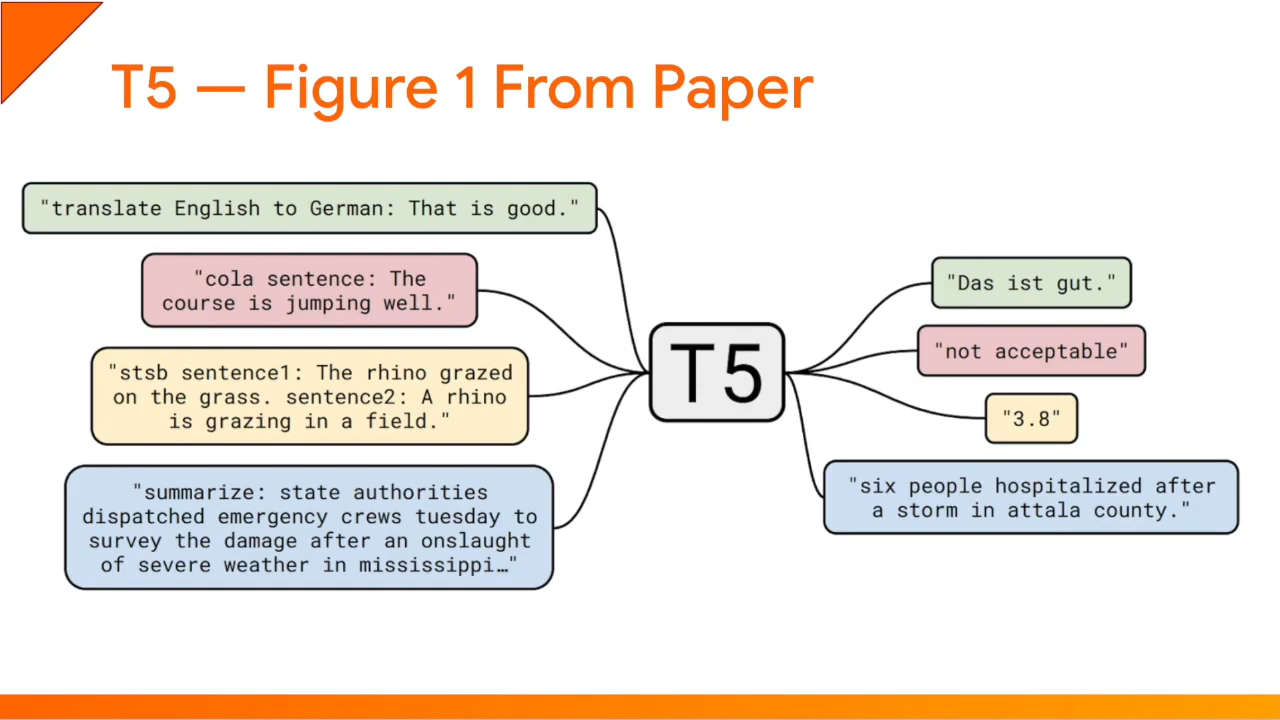 T5 — Figure 1 From Paper
"translate English to German: That is good."
"cola sentence: The
course is jumping well."
"stsb sentence1: The rhino grazed
on the grass. sentence2: A rhino
is grazing in a field."
"summarize: state authorities
dispatched emergency crews tuesday to
survey the damage after an onslaught
of severe weather in mississippi…"
T5
"Das ist gut."
"not acceptable"
"3.8"
"six people hospitalized after
a storm in attala county."